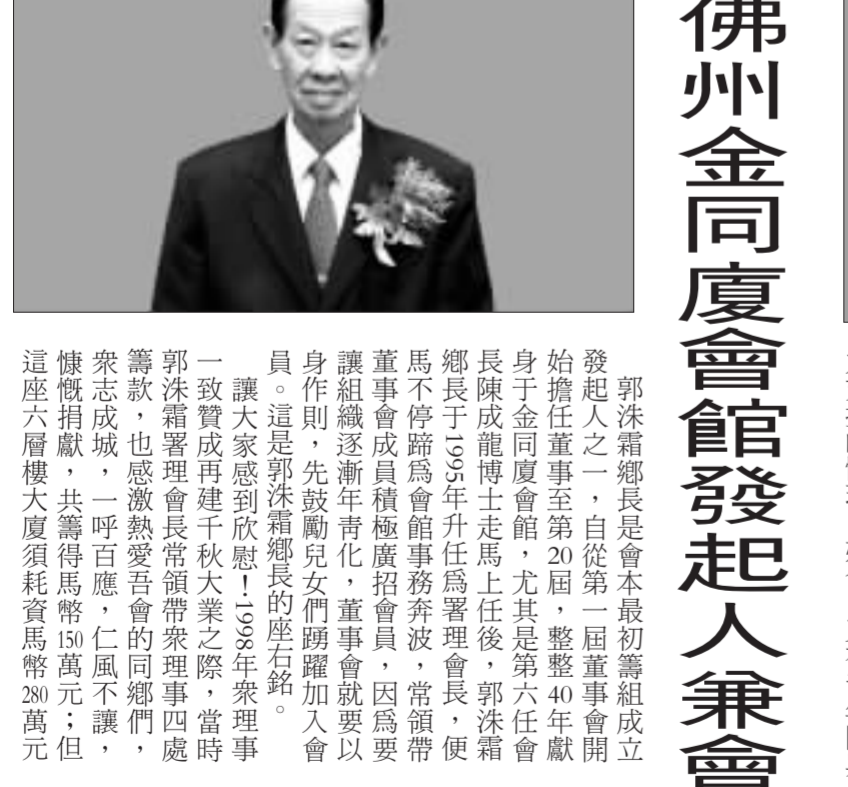 佛州金同廈會館發起人兼會
郭洙霜鄉長是會本最初籌組成立
發起人之一，自從第一屆董事會開
始擔任董事至第20屆，整整40年獻
身于金同廈會館，尤其是第六任會
長陳成龍博士走馬上任後，郭洙霜
鄉長于1995年升任爲署理會長，便
馬不停蹄爲會館事務奔波，常領帶
董事會成員積極廣招會員，因爲要
讓組織逐漸年靑化，董事會就要以
身作則，先鼓勵兒女們踴躍加入會
員。這是郭洙霜鄉長的座右銘。
讓大家感到欣慰！1998年衆理事
一致贊成再建千秋大業之際，當時
郭洙霜署理會長常領帶衆理事四處
籌款，也感激熱愛吾會的同鄉們，
衆志成城，一呼百應，仁風不讓，
慷慨捐獻，共籌得馬幣150萬元；但
這座六層樓大廈須耗資馬幣280萬元